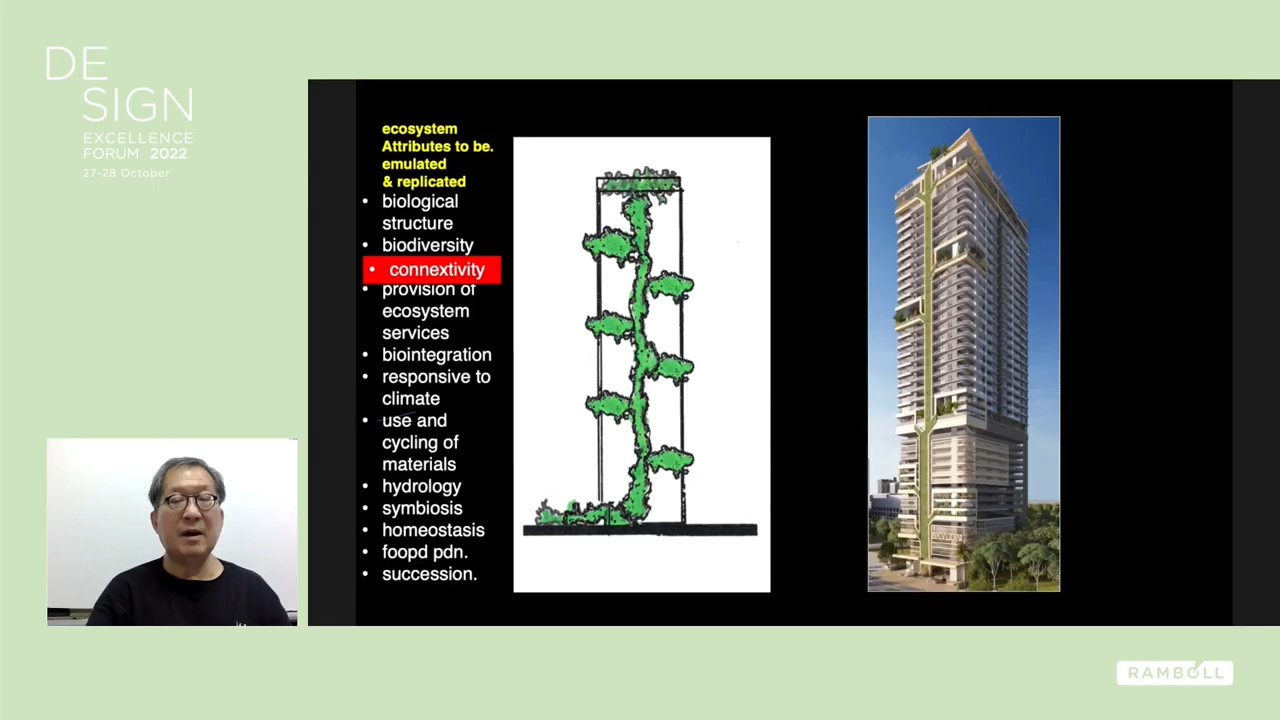 DE
SIGN
EXCELLENCE
FORUM 2022
27-28 October
ecosystem
Attributes to be.
emulated
& replicated
• biological
structure
• biodiversity
• connextivity
• provision of
ecosystem
services
• biointegration
• responsive to
climate
• use and
cycling of
materials
• hydrology
• symbiosis
• homeostasis
• foopd pdn.
• succession.
RAMBOLL